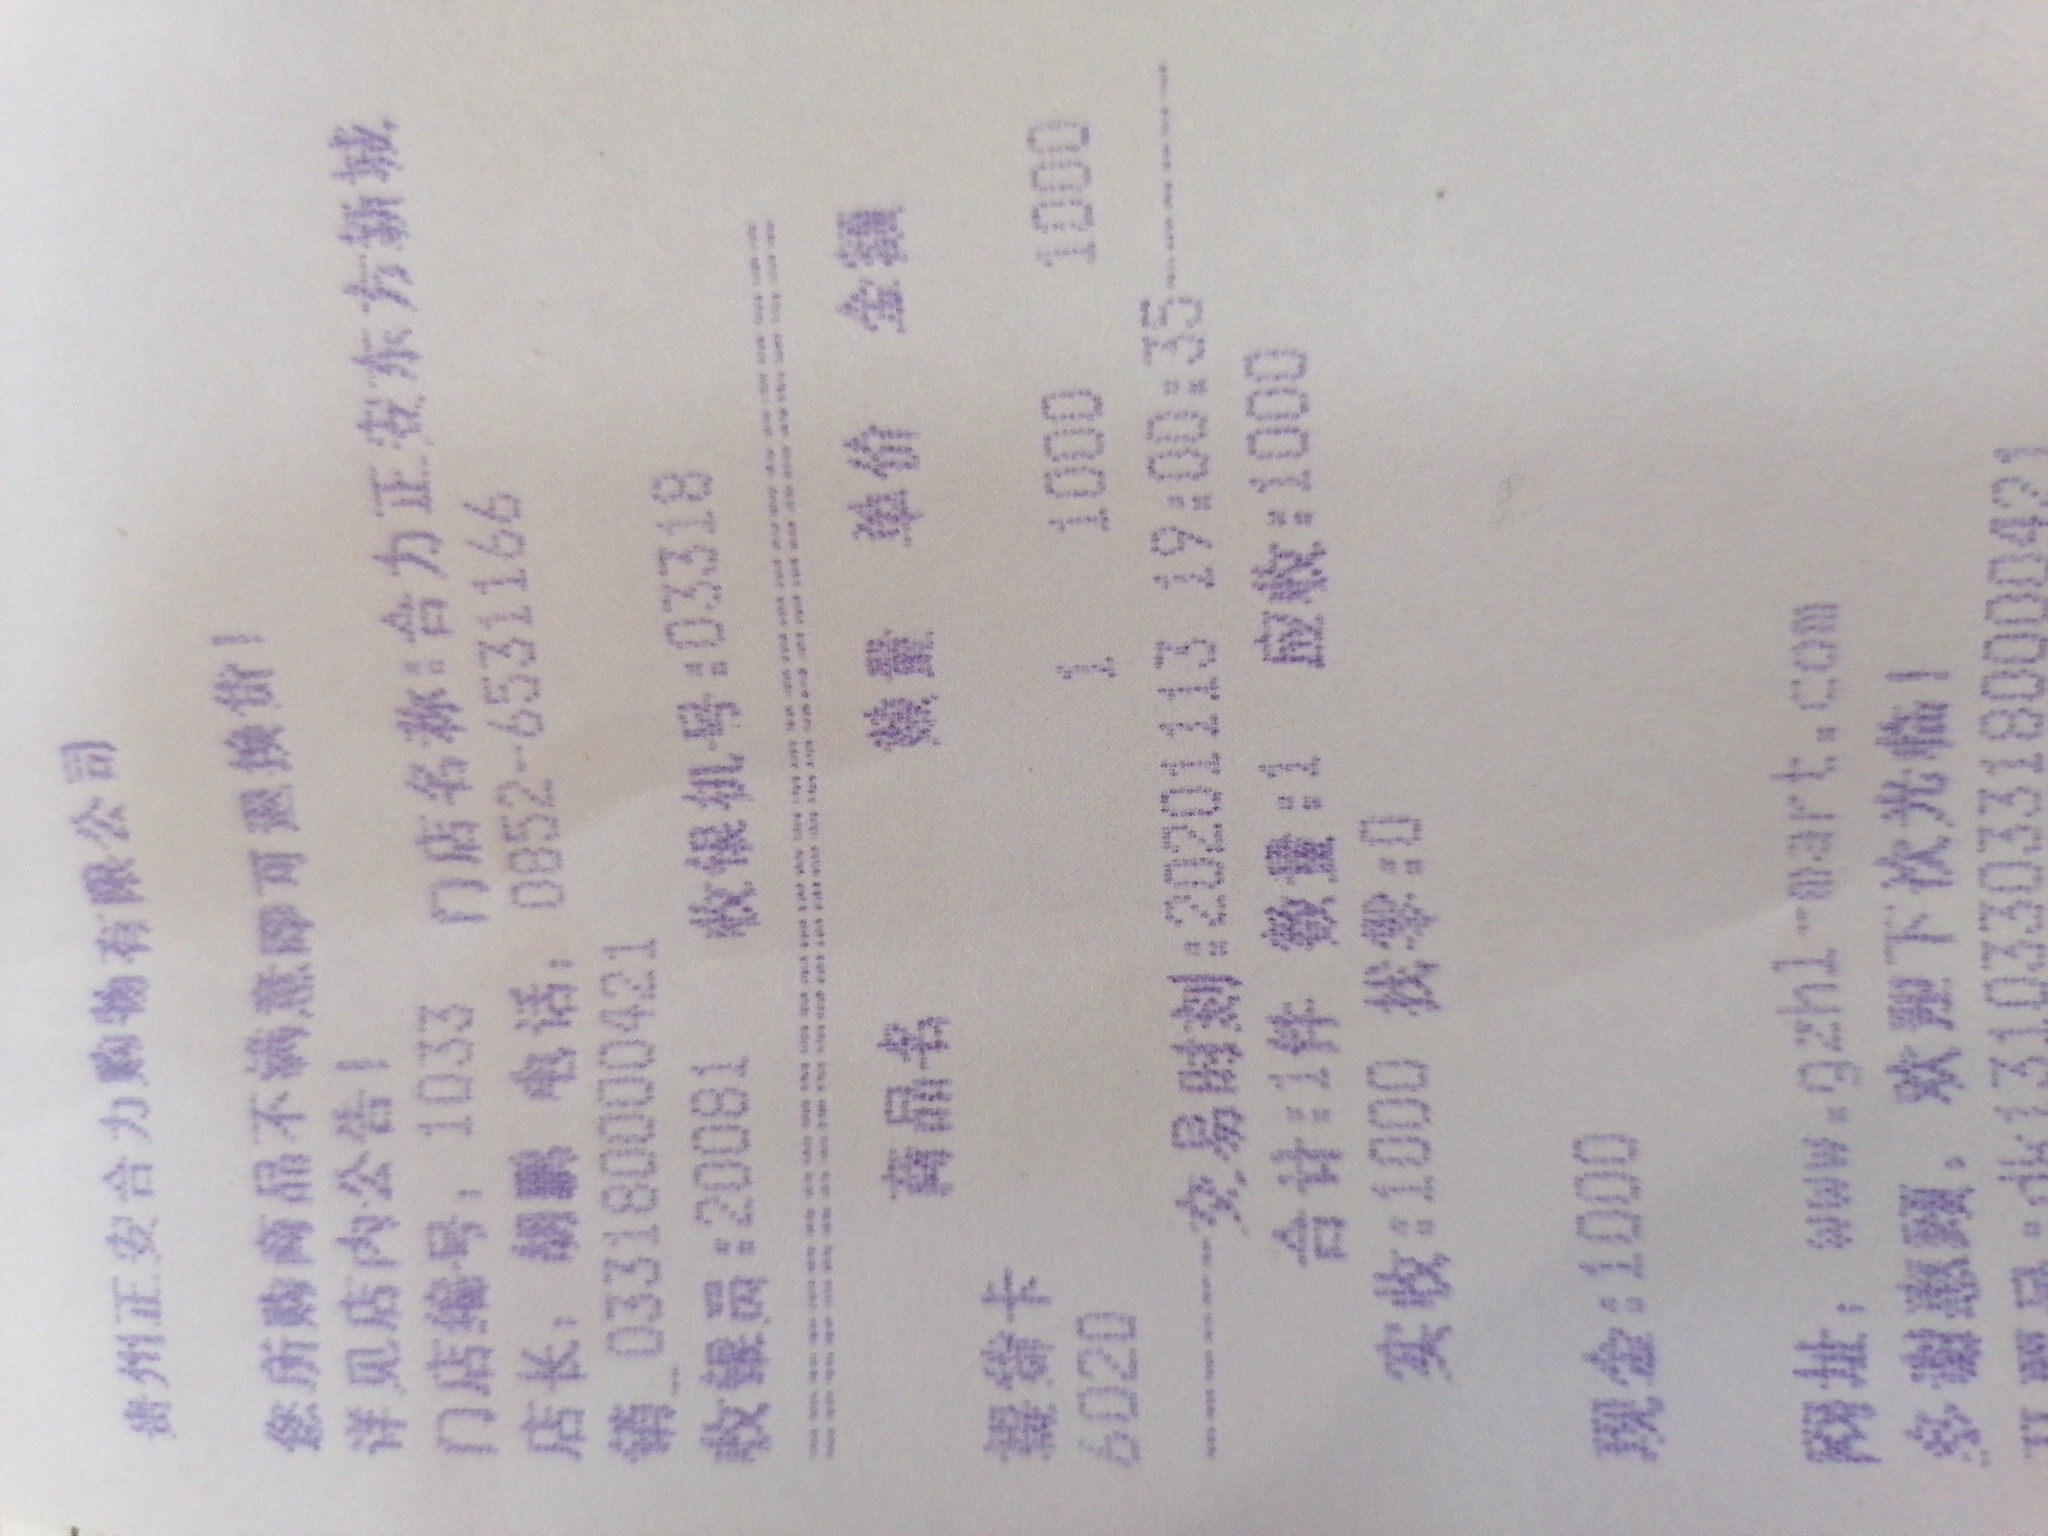 贵州正安合力购物有限公司
您所购商品不满意即可退换价!
详见店内公告!
门店编号: 1033 门店名称:合力正安东方新城.
店长: 胡鹏 电话: 0852-6531166
销_0331800000421
收银员:20081 收银机号:03318
商品名 数量 单价 金额
提货卡
6020 1 1000 1000
交易时刻:20201113 19:00:35
合计:1件 数量:1 应收:1000
实收:1000 找零:0
现金:1000
网址: www.gzhl-mart.com
多谢惠顾, 欢迎下次光临!